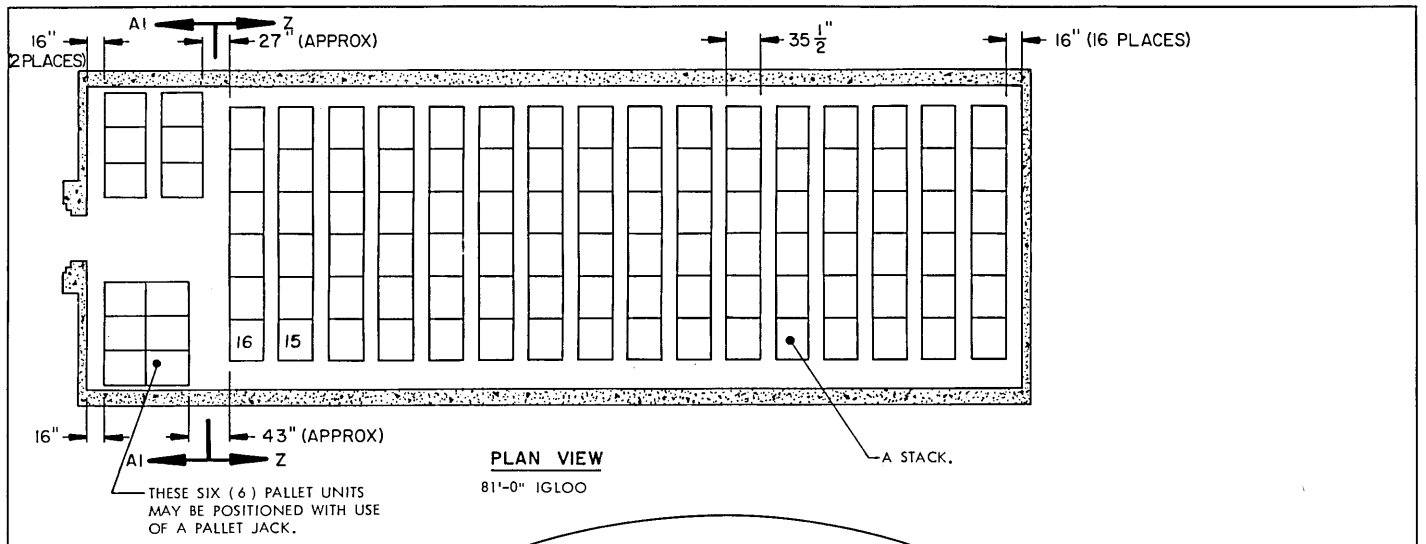 A1 Z
16"
(2 PLACES)
27" (APPROX)
35 1/2"
16" (16 PLACES)
16 15
16"
43" (APPROX)
A1 Z
PLAN VIEW
81'-0" IGLOO
A STACK.
THESE SIX (6) PALLET UNITS
MAY BE POSITIONED WITH USE
OF A PALLET JACK.